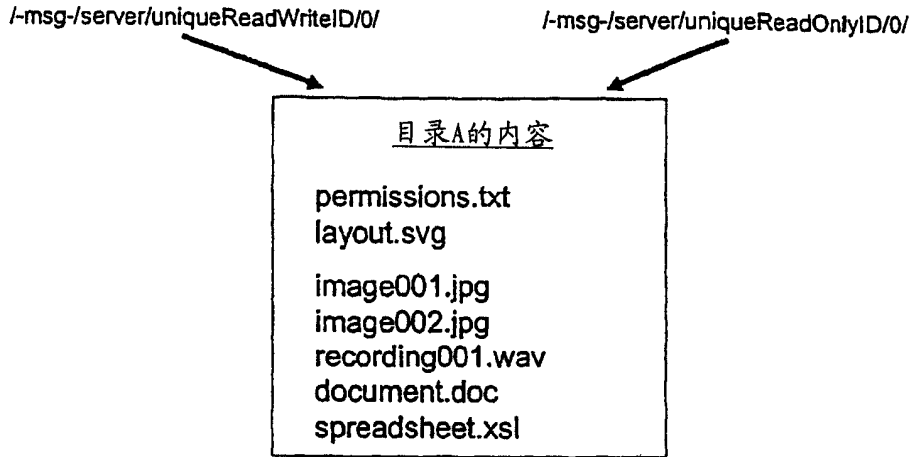 /-msg-/server/uniqueReadWriteID/0/
/-msg-/server/uniqueReadOnlyID/0/
目录A的内容
permissions.txt
layout.svg
image001.jpg
image002.jpg
recording001.wav
document.doc
spreadsheet.xsl